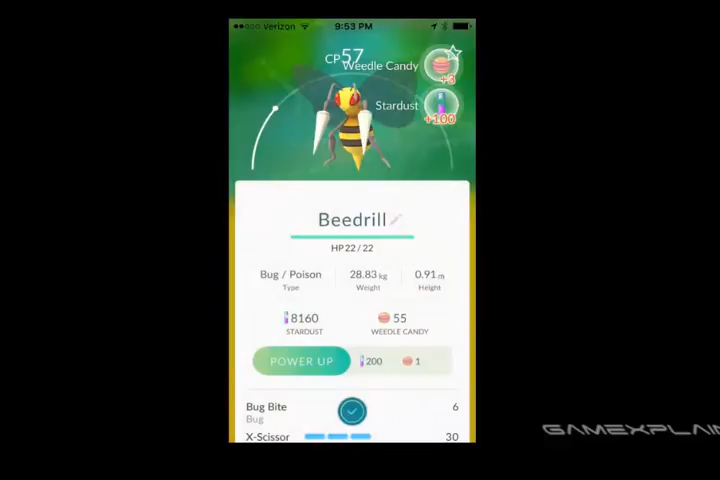 Verizon 9:53 PM
CP57
Weedle Candy +3
Stardust +100
Beedrill
HP 22 / 22
Bug / Poison 28.83 kg 0.91 m
Type Weight Height
8160 55
STARDUST WEEDLE CANDY
POWER UP 200 1
Bug Bite 6
Bug
X-Scissor 30
GAMEXPLAIN